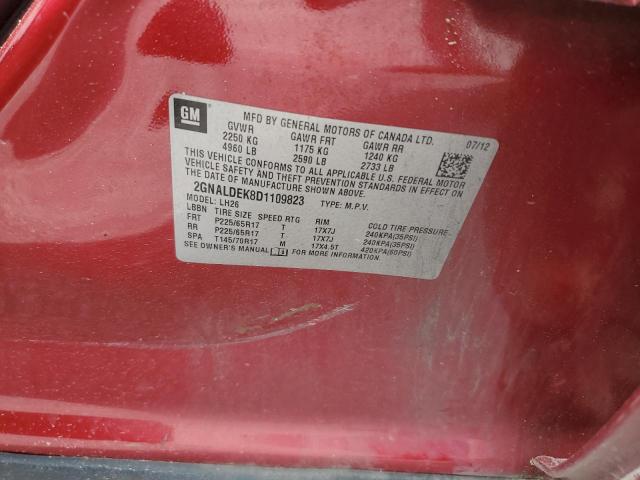 GM
MFD BY GENERAL MOTORS OF CANADA LTD. 07/12
GVWR GAWR FRT GAWR RR
2250 KG 1175 KG 1240 KG
4960 LB 2590 LB 2733 LB
THIS VEHICLE CONFORMS TO ALL APPLICABLE U.S. FEDERAL MOTOR
VEHICLE SAFETY AND THEFT PREVENTION STANDARDS IN EFFECT ON
THE DATE OF MANUFACTURE SHOWN ABOVE.
2GNALDEK8D1109823 TYPE: M.P.V.
MODEL: LH26
LBBN TIRE SIZE SPEED RTG RIM COLD TIRE PRESSURE
FRT P225/65R17 T 17X7J 240KPA(35PSI)
RR P225/65R17 T 17X7J 240KPA(35PSI)
SPA T145/70R17 M 17X4.5T 420KPA(60PSI)
SEE OWNER'S MANUAL FOR MORE INFORMATION.